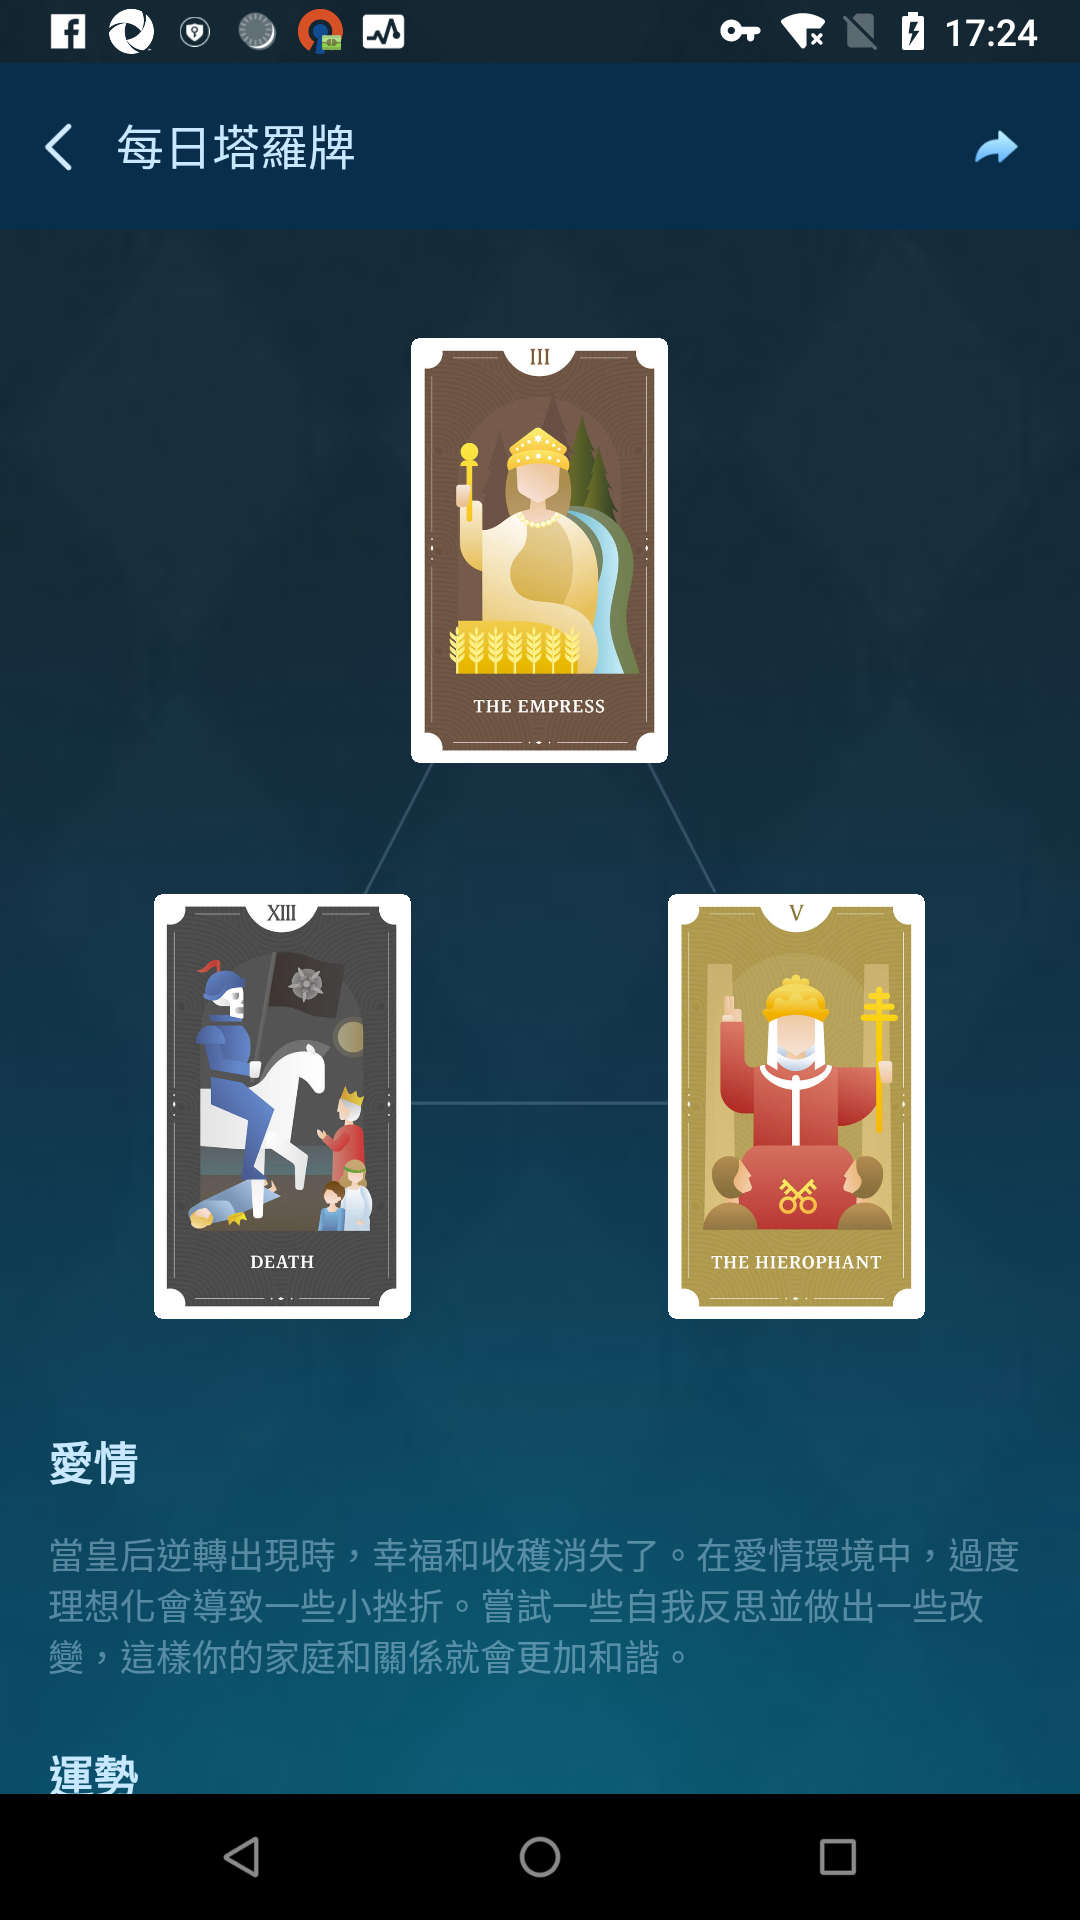 17:24
每日塔羅牌
III
THE EMPRESS
XIII
DEATH
V
THE HIEROPHANT
愛情
當皇后逆轉出現時，幸福和收穫消失了。在愛情環境中，過度
理想化會導致一些小挫折。嘗試一些自我反思並做出一些改
變，這樣你的家庭和關係就會更加和諧。
運勢